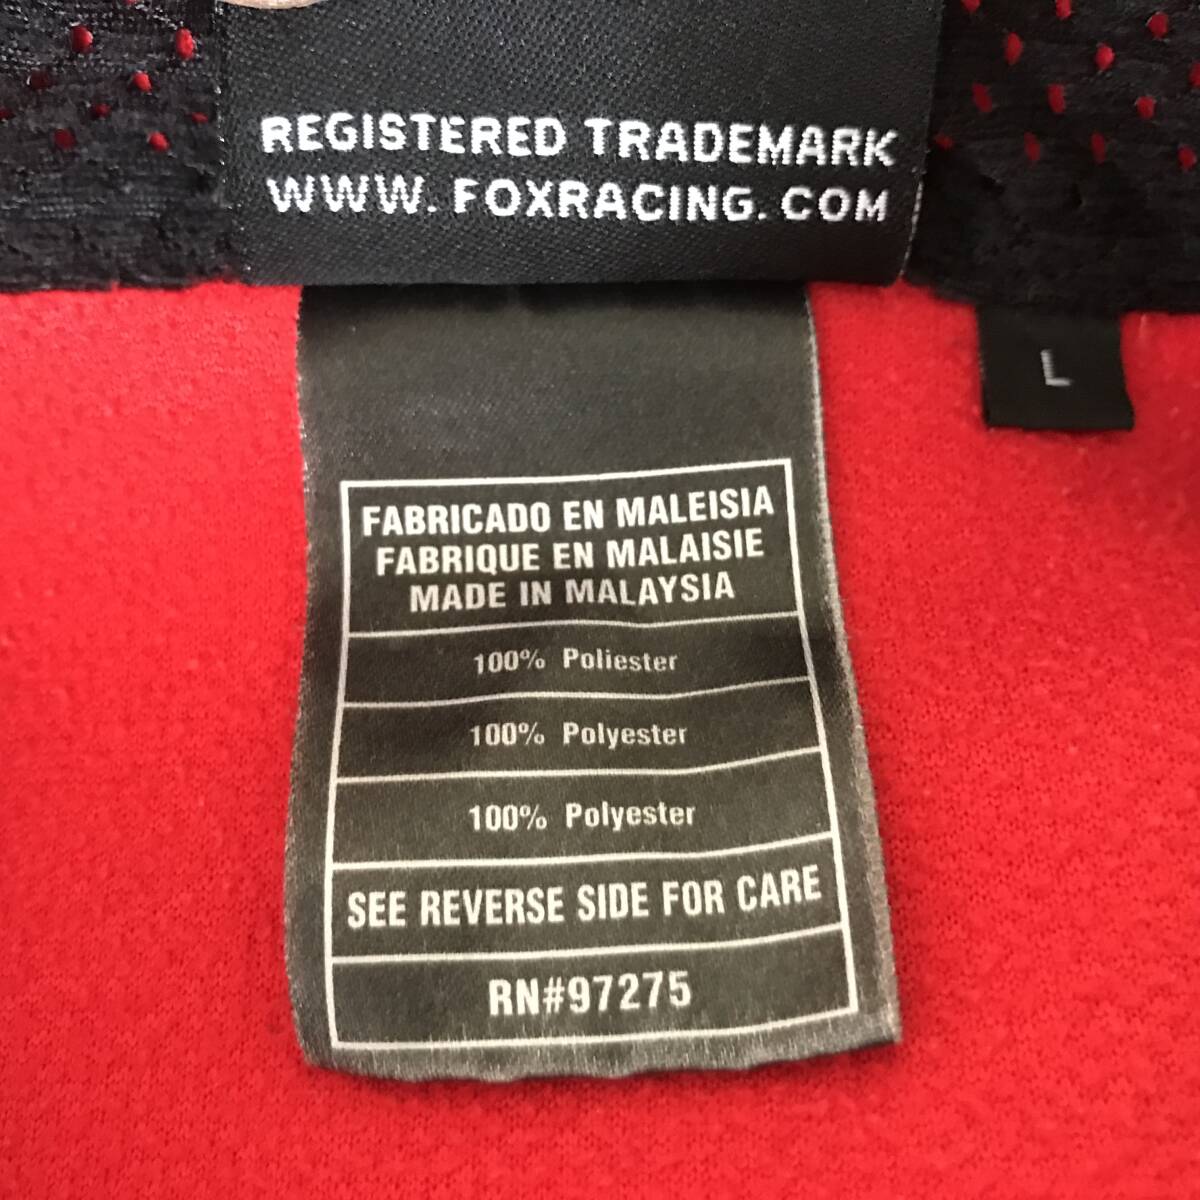 REGISTERED TRADEMARK
WWW. FOXRACING. COM
L
FABRICADO EN MALEISIA
FABRIQUE EN MALAISIE
MADE IN MALAYSIA
100% Poliester
100% Polyester
100% Polyester
SEE REVERSE SIDE FOR CARE
RN#97275